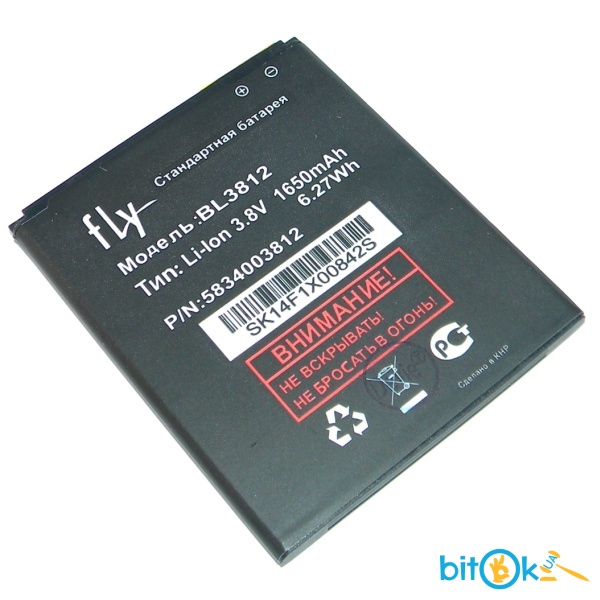 fly Стандартная батарея
Модель:BL3812
Тип: Li-Ion 3.8V 1650mAh
6.27Wh
P/N:5834003812
SK14F1X00842S
ВНИМАНИЕ!
НЕ ВСКРЫВАТЬ!
НЕ БРОСАТЬ В ОГОНЬ!
РСТ
Сделано в КНР
bitOk
UA